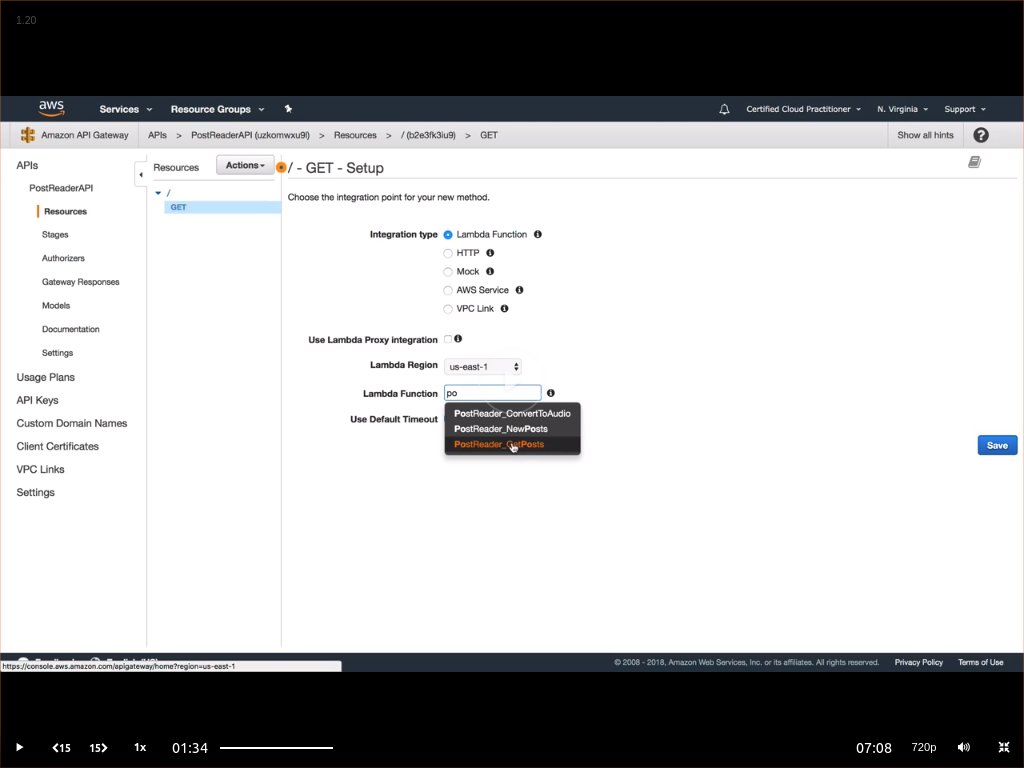 1.20
aws Services Resource Groups Certified Cloud Practitioner N. Virginia Support
Amazon API Gateway APIs > PostReaderAPI (uzkomwxu9l) > Resources > / (b2e3fk3iu9) > GET Show all hints ?
APIs
PostReaderAPI
Resources
Stages
Authorizers
Gateway Responses
Models
Documentation
Settings
Usage Plans
API Keys
Custom Domain Names
Client Certificates
VPC Links
Settings
Resources Actions
/
GET
/ - GET - Setup
Choose the integration point for your new method.
Integration type Lambda Function
HTTP
Mock
AWS Service
VPC Link
Use Lambda Proxy integration
Lambda Region us-east-1
Lambda Function po
PostReader_ConvertToAudio
Use Default Timeout
PostReader_NewPosts
PostReader_GetPosts
Save
https://console.aws.amazon.com/apigateway/home?region=us-east-1
© 2008 - 2018, Amazon Web Services, Inc. or its affiliates. All rights reserved. Privacy Policy Terms of Use
15 15 1x 01:34 07:08 720p